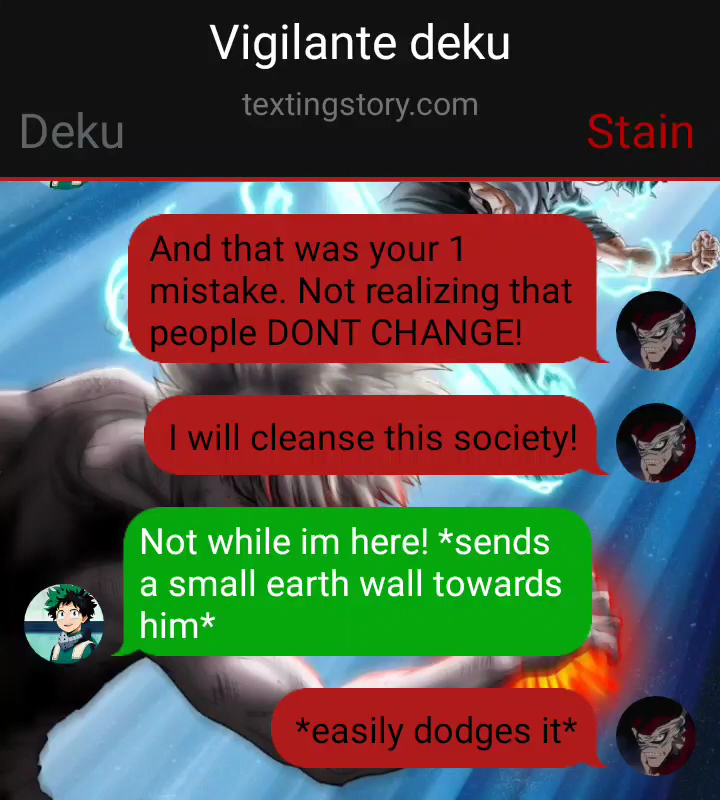 Vigilante deku
textingstory.com
Deku
Stain
And that was your 1
mistake. Not realizing that
people DONT CHANGE!
I will cleanse this society!
Not while im here! *sends
a small earth wall towards
him*
*easily dodges it*